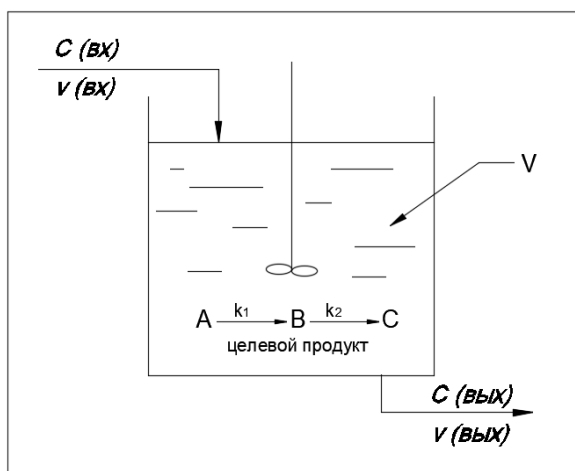 C (вх)
v (вх)
V
A k₁ B k₂ C
целевой продукт
C (вых)
v (вых)